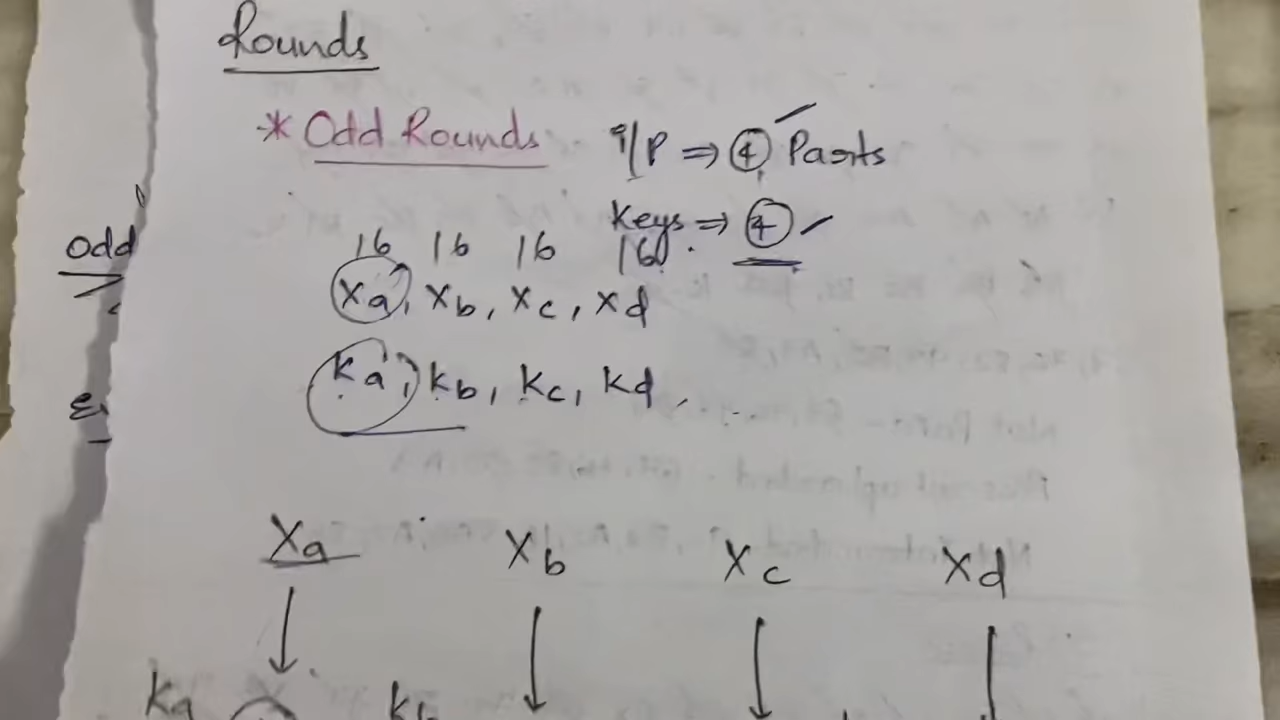 Rounds
* Odd Rounds i/p ⇒ ④ Parts
Keys ⇒ ④
Odd
16 16 16 16
Xa, Xb, Xc, Xd
Ka, Kb, Kc, Kd
Xa Xb Xc Xd
Ka Kb